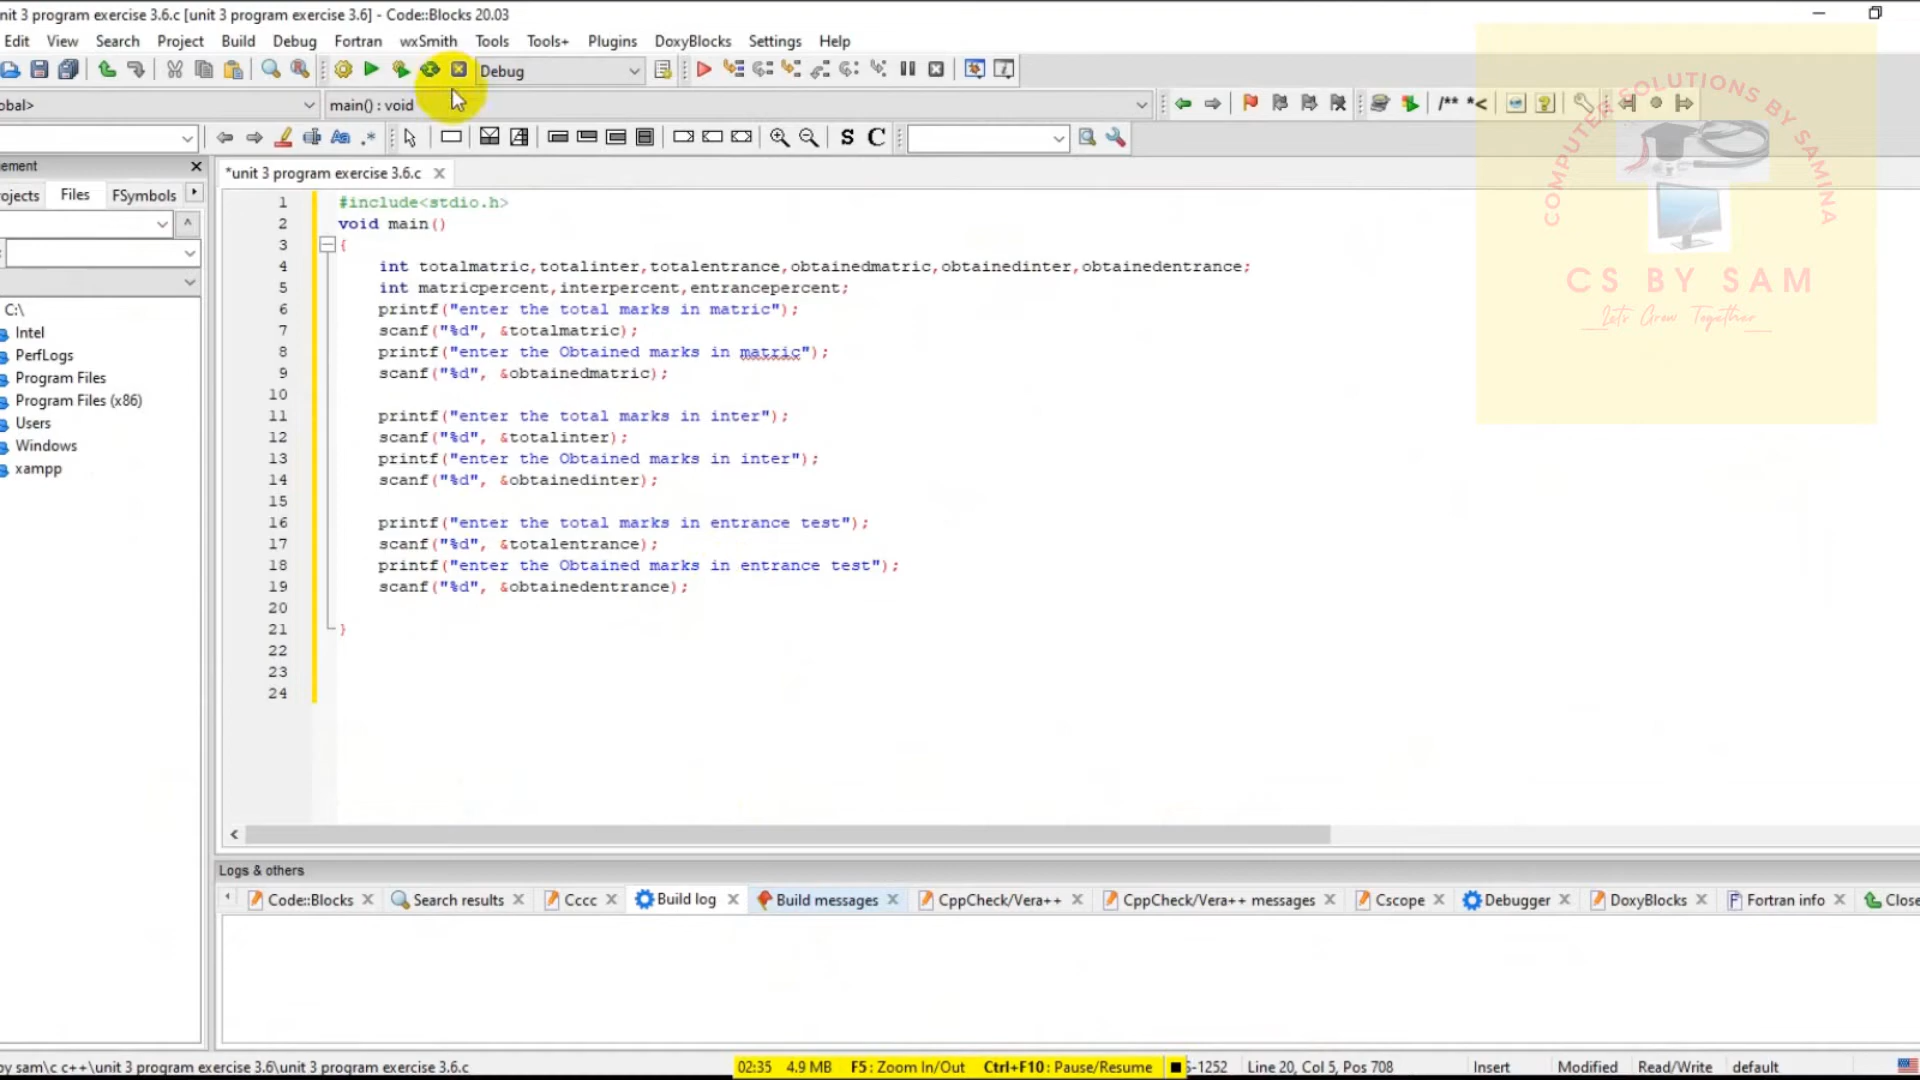 nit 3 program exercise 3.6.c [unit 3 program exercise 3.6] - Code::Blocks 20.03
Edit View Search Project Build Debug Fortran wxSmith Tools Tools+ Plugins DoxyBlocks Settings Help
Debug
obal>
main() : void
/** *<
S C
ement
*unit 3 program exercise 3.6.c
rojects Files FSymbols
C:\
Intel
PerfLogs
Program Files
Program Files (x86)
Users
Windows
xampp
1 #include<stdio.h>
2 void main()
3 {
4 int totalmatric,totalinter,totalentrance,obtainedmatric,obtainedinter,obtainedentrance;
5 int matricpercent,interpercent,entrancepercent;
6 printf("enter the total marks in matric");
7 scanf("%d", &totalmatric);
8 printf("enter the Obtained marks in matric");
9 scanf("%d", &obtainedmatric);
10
11 printf("enter the total marks in inter");
12 scanf("%d", &totalinter);
13 printf("enter the Obtained marks in inter");
14 scanf("%d", &obtainedinter);
15
16 printf("enter the total marks in entrance test");
17 scanf("%d", &totalentrance);
18 printf("enter the Obtained marks in entrance test");
19 scanf("%d", &obtainedentrance);
20
21 }
22
23
24
COMPUTER SOLUTIONS BY SAMINA
CS BY SAM
Lets Grow Together
Logs & others
Code::Blocks Search results Cccc Build log Build messages CppCheck/Vera++ CppCheck/Vera++ messages Cscope Debugger DoxyBlocks Fortran info Close
by sam\c c++\unit 3 program exercise 3.6\unit 3 program exercise 3.6.c
02:35 4.9 MB F5: Zoom In/Out Ctrl+F10: Pause/Resume
S-1252 Line 20, Col 5, Pos 708 Insert Modified Read/Write default